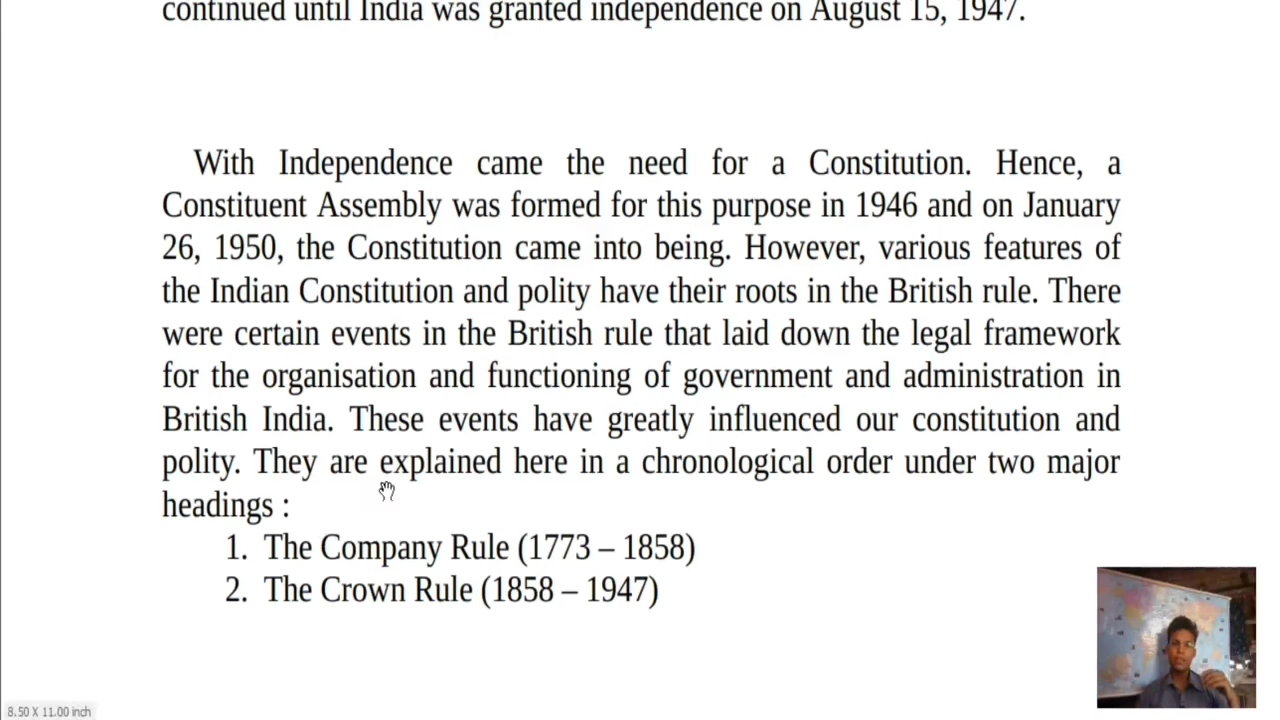 continued until India was granted independence on August 15, 1947.
With Independence came the need for a Constitution. Hence, a
Constituent Assembly was formed for this purpose in 1946 and on January
26, 1950, the Constitution came into being. However, various features of
the Indian Constitution and polity have their roots in the British rule. There
were certain events in the British rule that laid down the legal framework
for the organisation and functioning of government and administration in
British India. These events have greatly influenced our constitution and
polity. They are explained here in a chronological order under two major
headings :
1. The Company Rule (1773 – 1858)
2. The Crown Rule (1858 – 1947)
8.50 X 11.00 inch